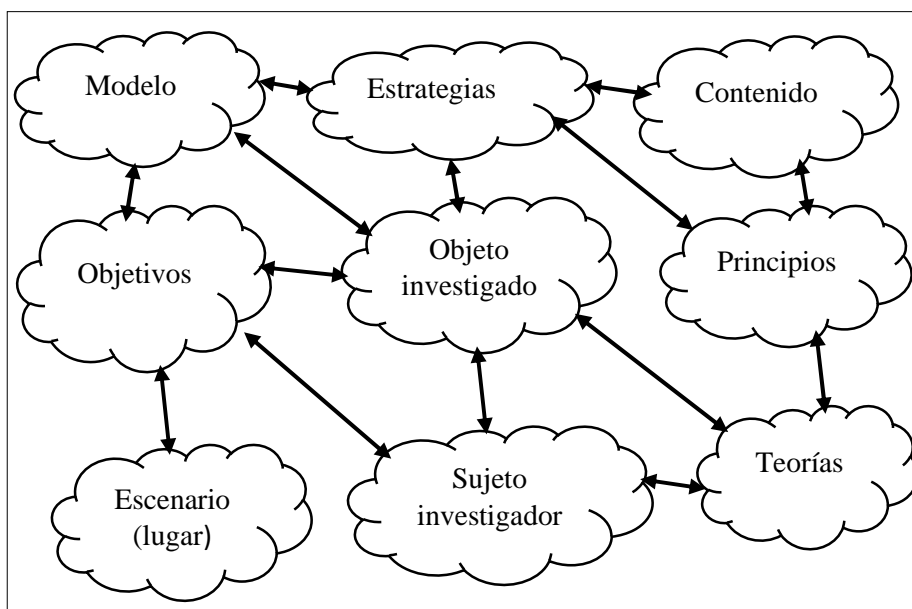 Modelo
Estrategias
Contenido
Objetivos
Objeto
investigado
Principios
Escenario
(lugar)
Sujeto
investigador
Teorías